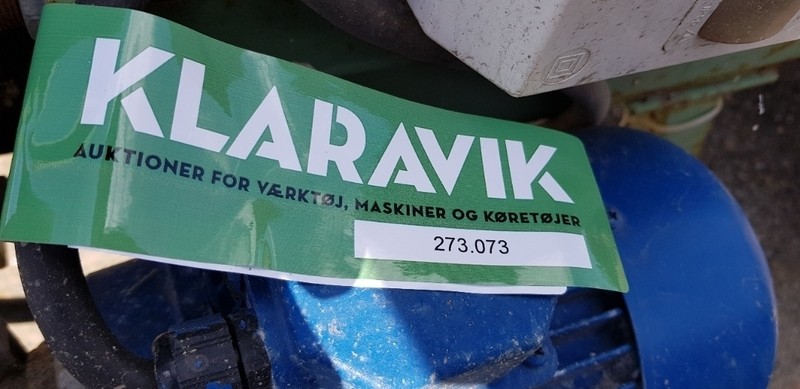 KLARAVIK
AUKTIONER FOR VÆRKTØJ, MASKINER OG KØRETØJER
273.073